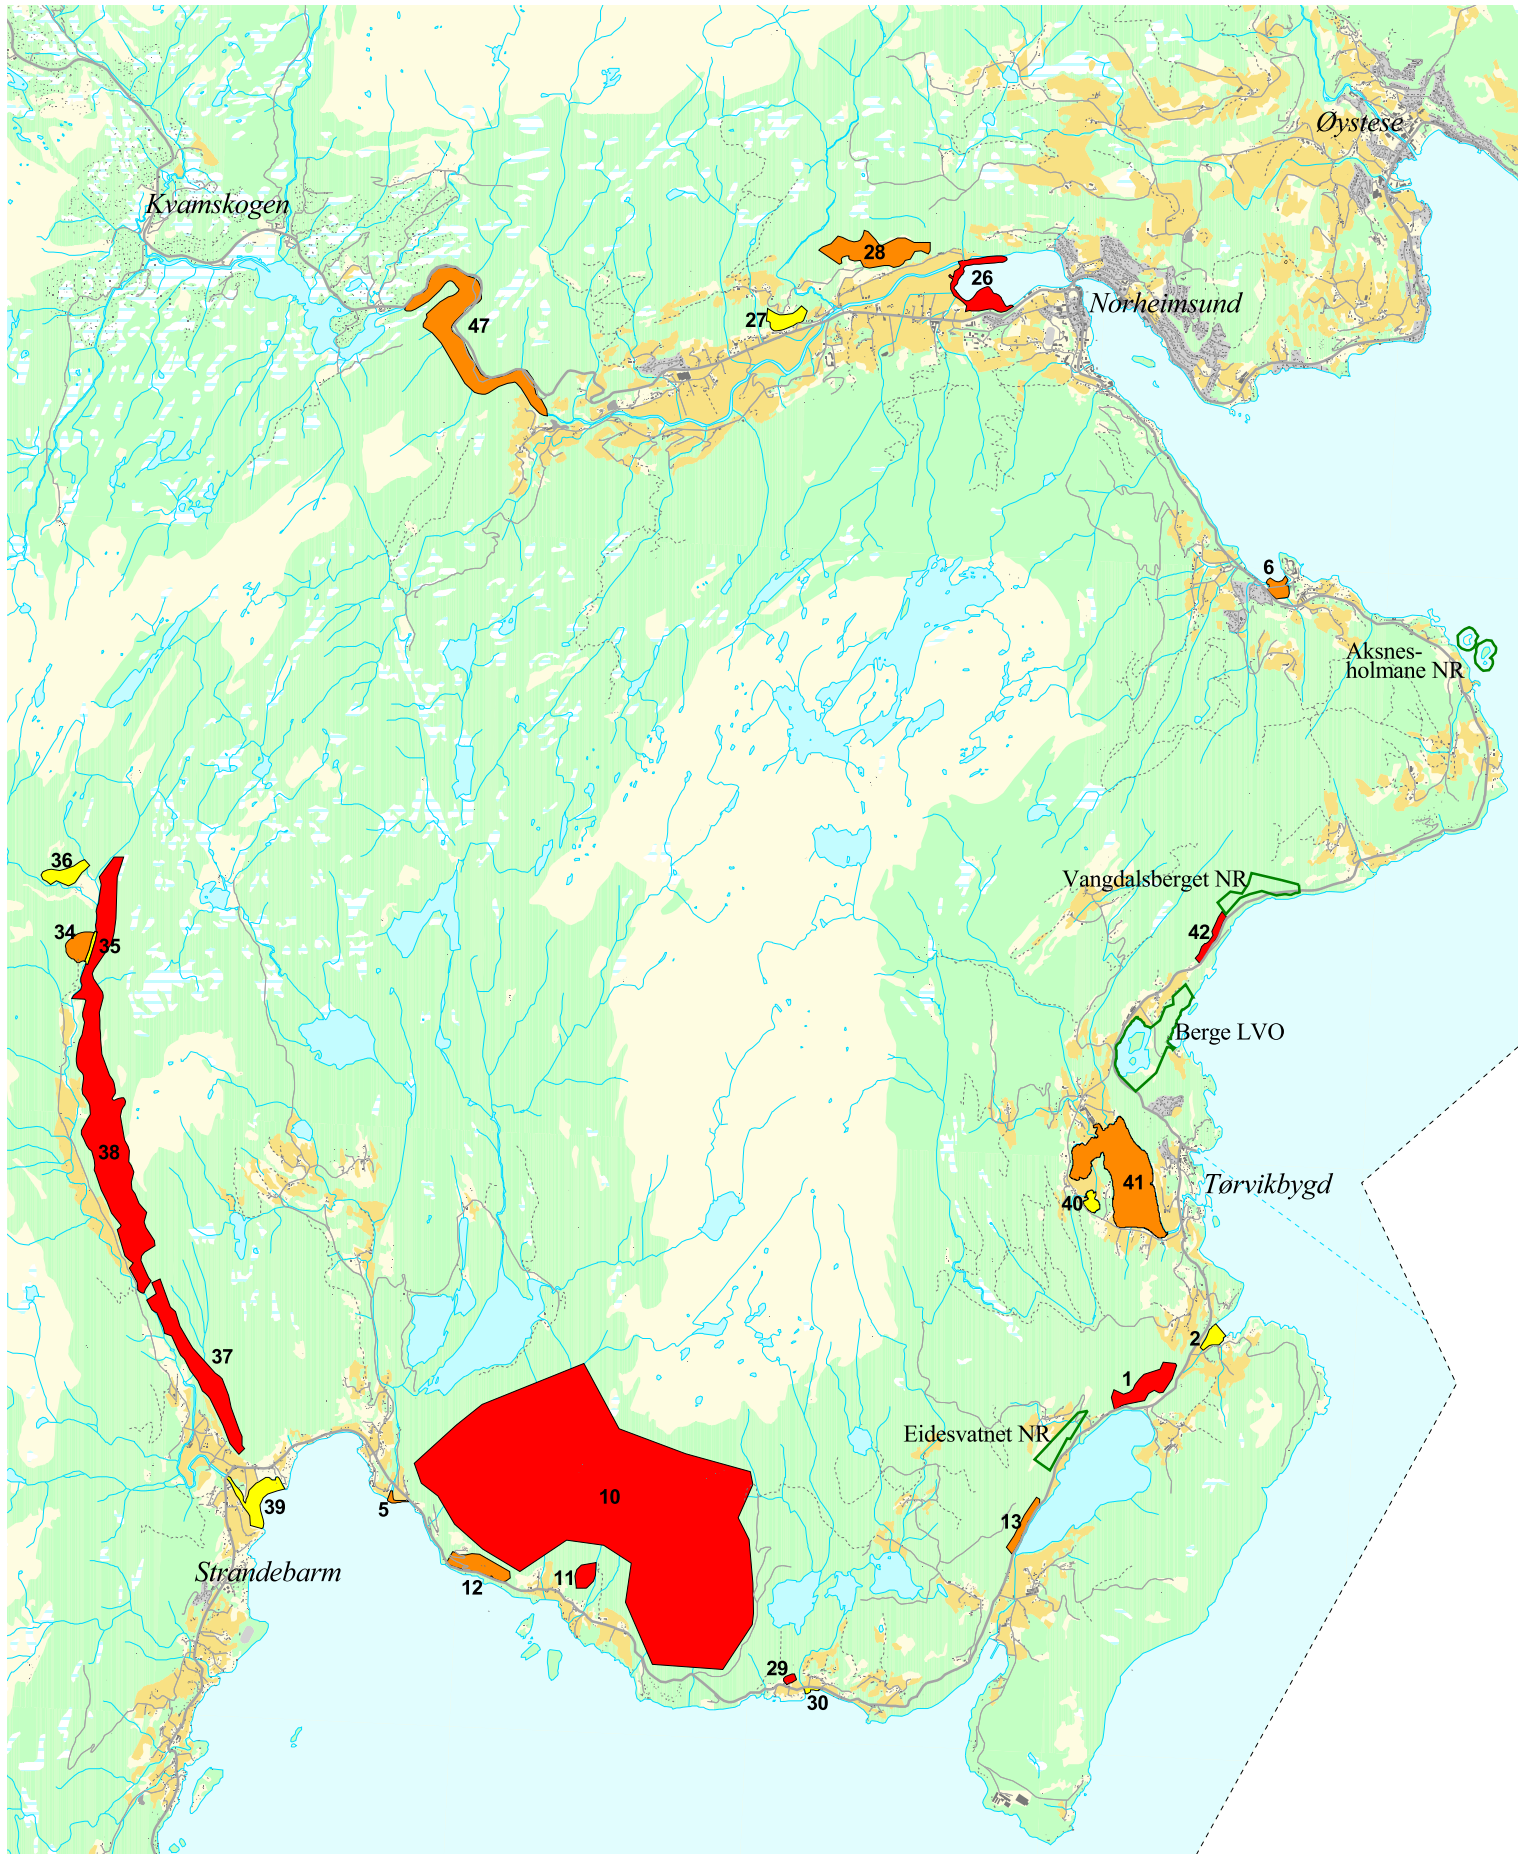 Øystese
Kvamskogen
28
26
Norheimsund
27
47
6
Aksnes-
holmane NR
36
Vangdalsberget NR
34
35
42
Berge LVO
38
41
Tørvikbygd
40
2
37
1
Eidesvatnet NR
10
39
5
13
Strandebarm
11
12
29
30